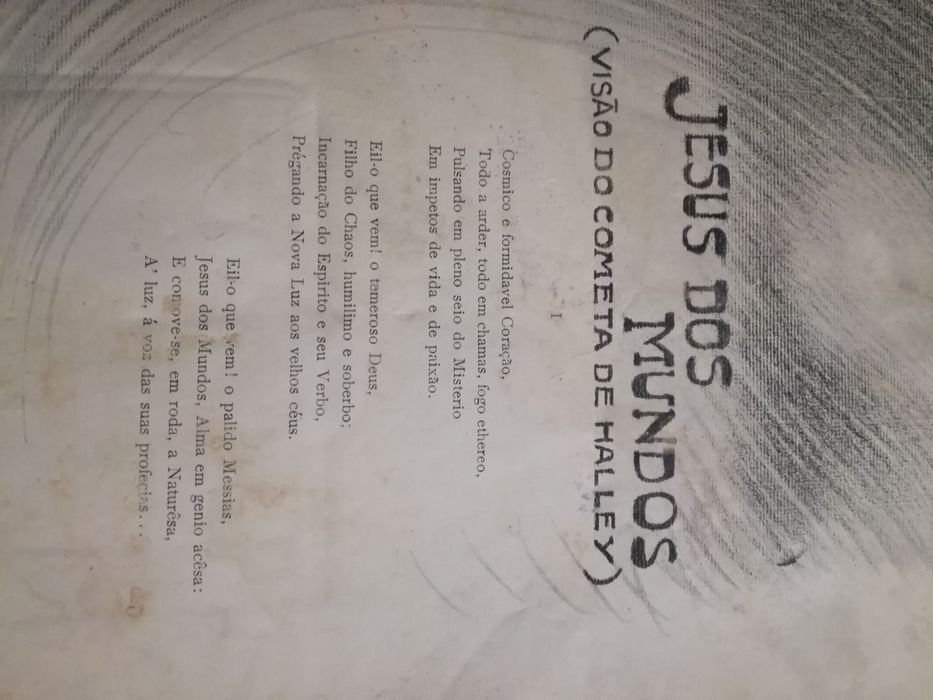 JESUS DOS
MUNDOS
(VISÃO DO COMETA DE HALLEY)
I
Cosmico e formidavel Coração,
Todo a arder, todo em chamas, fogo ethereo,
Pulsando em pleno seio do Misterio
Em impetos de vida e de paixão.
Eil-o que vem! o temeroso Deus,
Filho do Chaos, humilimo e soberbo;
Incarnação do Espirito e seu Verbo,
Prégando a Nova Luz aos velhos céus.
Eil-o que vem! o palido Messias,
Jesus dos Mundos, Alma em genio acêsa:
E comove-se, em roda, a Naturêsa,
A' luz, á voz das suas profecias...